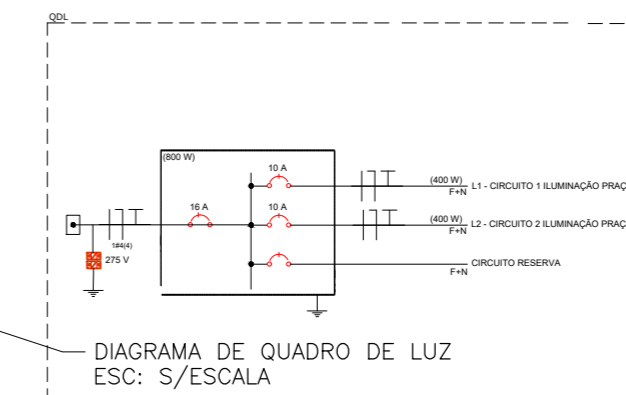 QDL
(800 W)
10 A
(400 W)
F+N
L1 - CIRCUITO 1 ILUMINAÇÃO PRAÇ
16 A
10 A
(400 W)
F+N
L2 - CIRCUITO 2 ILUMINAÇÃO PRAÇ
1#4(4)
275 V
CIRCUITO RESERVA
F+N
DIAGRAMA DE QUADRO DE LUZ
ESC: S/ESCALA